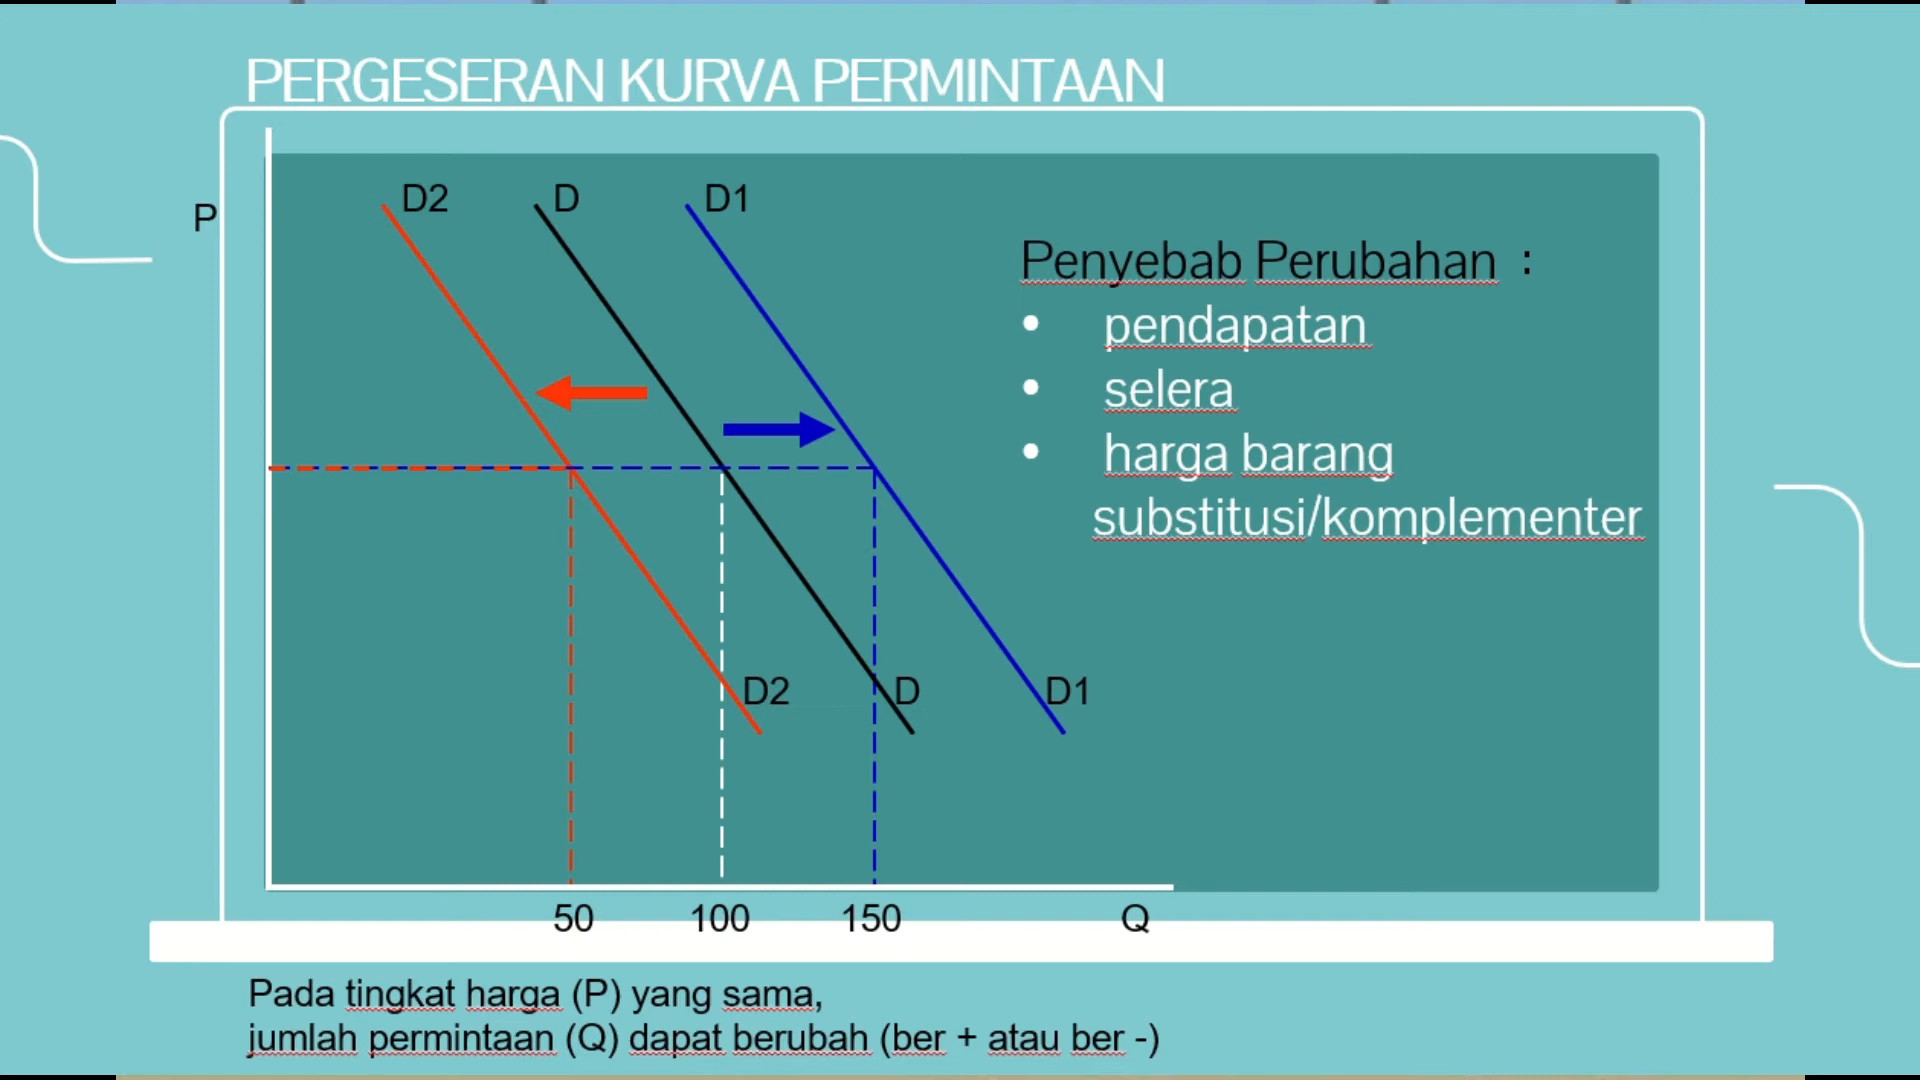 PERGESERAN KURVA PERMINTAAN
P
D2
D
D1
Penyebab Perubahan :
• pendapatan
• selera
• harga barang
substitusi/komplementer
D2
D
D1
50
100
150
Q
Pada tingkat harga (P) yang sama,
jumlah permintaan (Q) dapat berubah (ber + atau ber -)